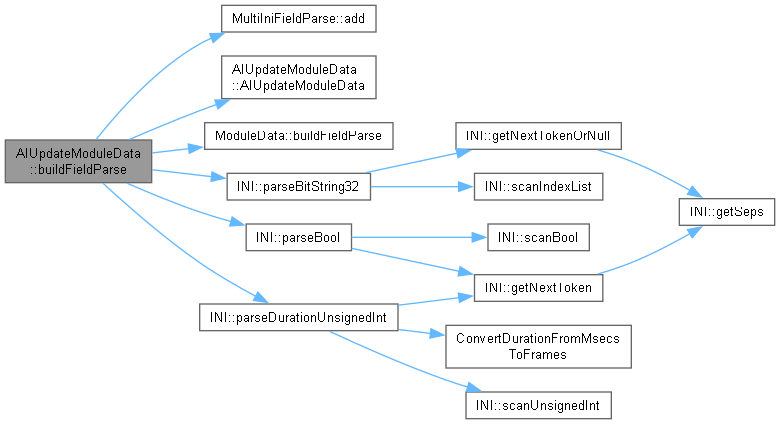 MultiIniFieldParse::add
AIUpdateModuleData
::AIUpdateModuleData
ModuleData::buildFieldParse
INI::getNextTokenOrNull
AIUpdateModuleData
::buildFieldParse
INI::parseBitString32
INI::scanIndexList
INI::getSeps
INI::parseBool
INI::scanBool
INI::getNextToken
INI::parseDurationUnsignedInt
ConvertDurationFromMsecs
ToFrames
INI::scanUnsignedInt